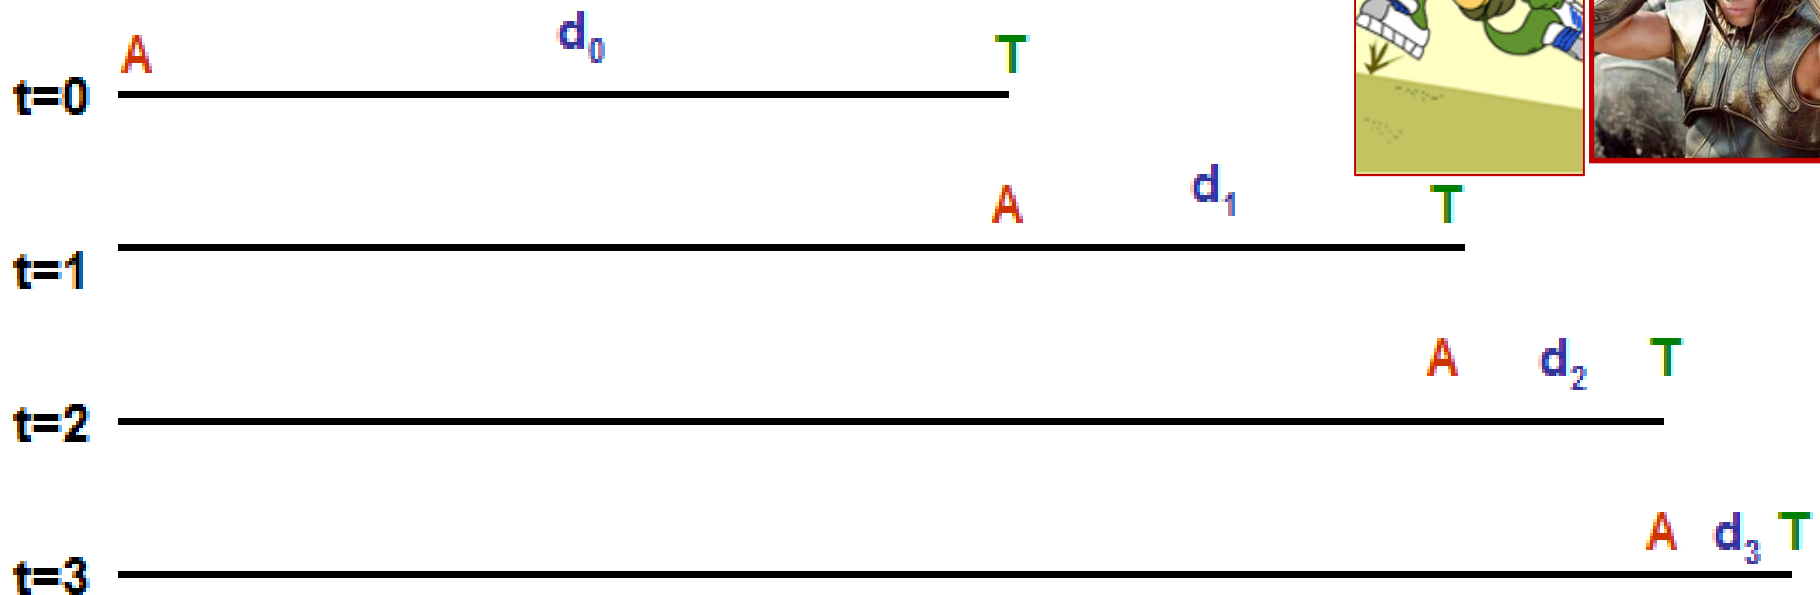 A d₀ T
t=0
A d₁ T
t=1
A d₂ T
t=2
A d₃ T
t=3